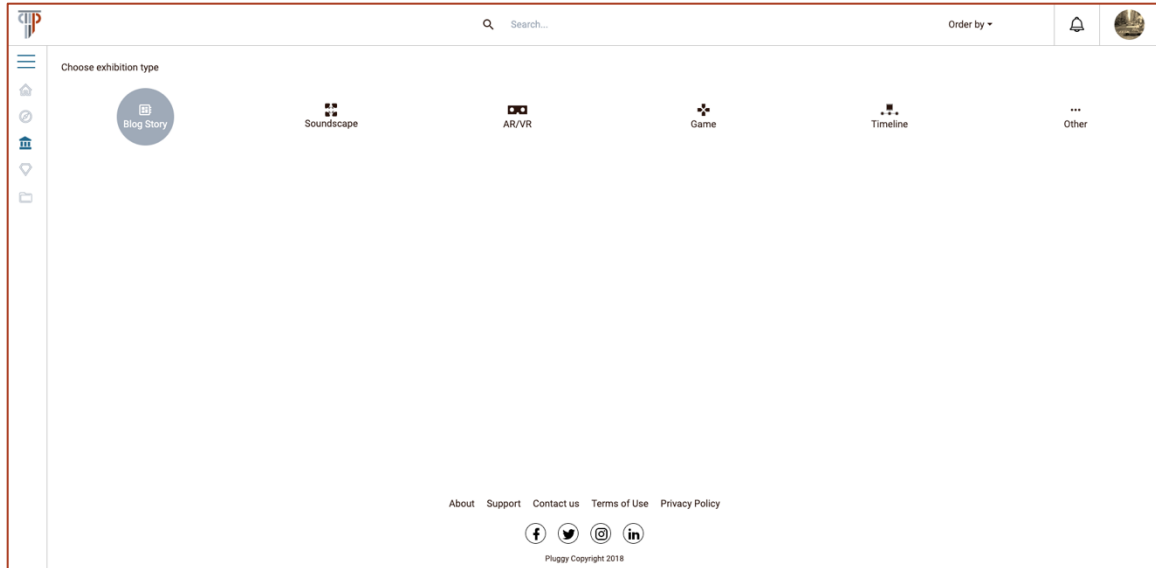 Search...
Order by
Choose exhibition type
Blog Story
Soundscape
AR/VR
Game
Timeline
Other
About Support Contact us Terms of Use Privacy Policy
Pluggy Copyright 2018